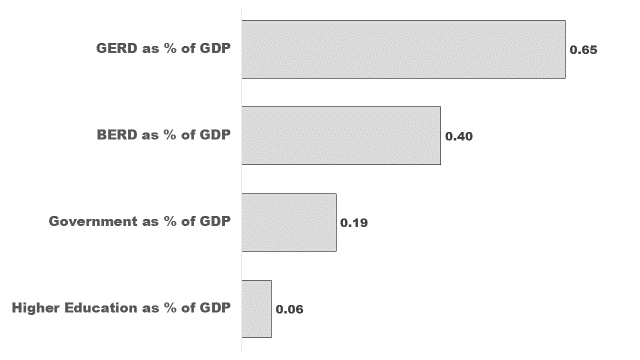 GERD as % of GDP 0.65
BERD as % of GDP 0.40
Government as % of GDP 0.19
Higher Education as % of GDP 0.06